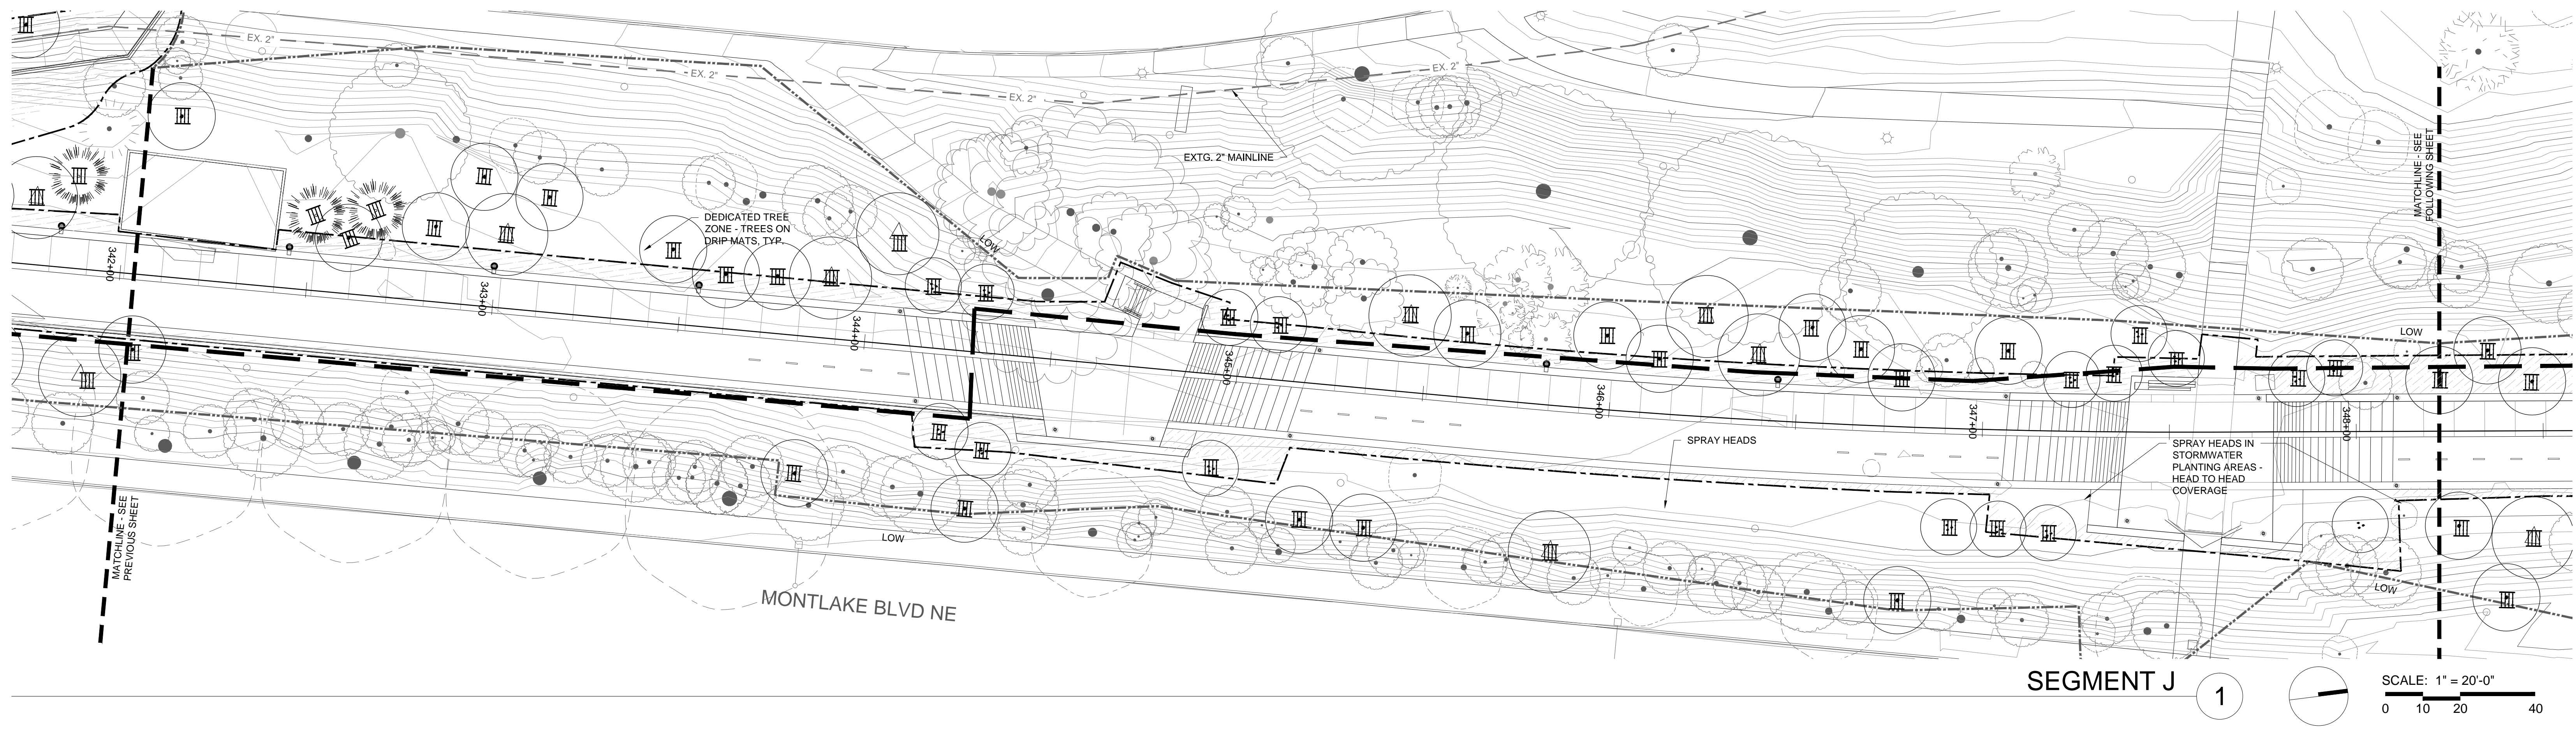 EX. 2"
EX. 2"
EX. 2"
EX. 2"
EXTG. 2" MAINLINE
MATCHLINE - SEE
FOLLOWING SHEET
DEDICATED TREE
ZONE - TREES ON
DRIP MATS, TYP.
LOW
342+00
343+00
344+00
345+00
346+00
347+00
348+00
LOW
SPRAY HEADS
SPRAY HEADS IN
STORMWATER
PLANTING AREAS -
HEAD TO HEAD
COVERAGE
MATCHLINE - SEE
PREVIOUS SHEET
LOW
LOW
MONTLAKE BLVD NE
SEGMENT J
1
SCALE: 1" = 20'-0"
0 10 20 40